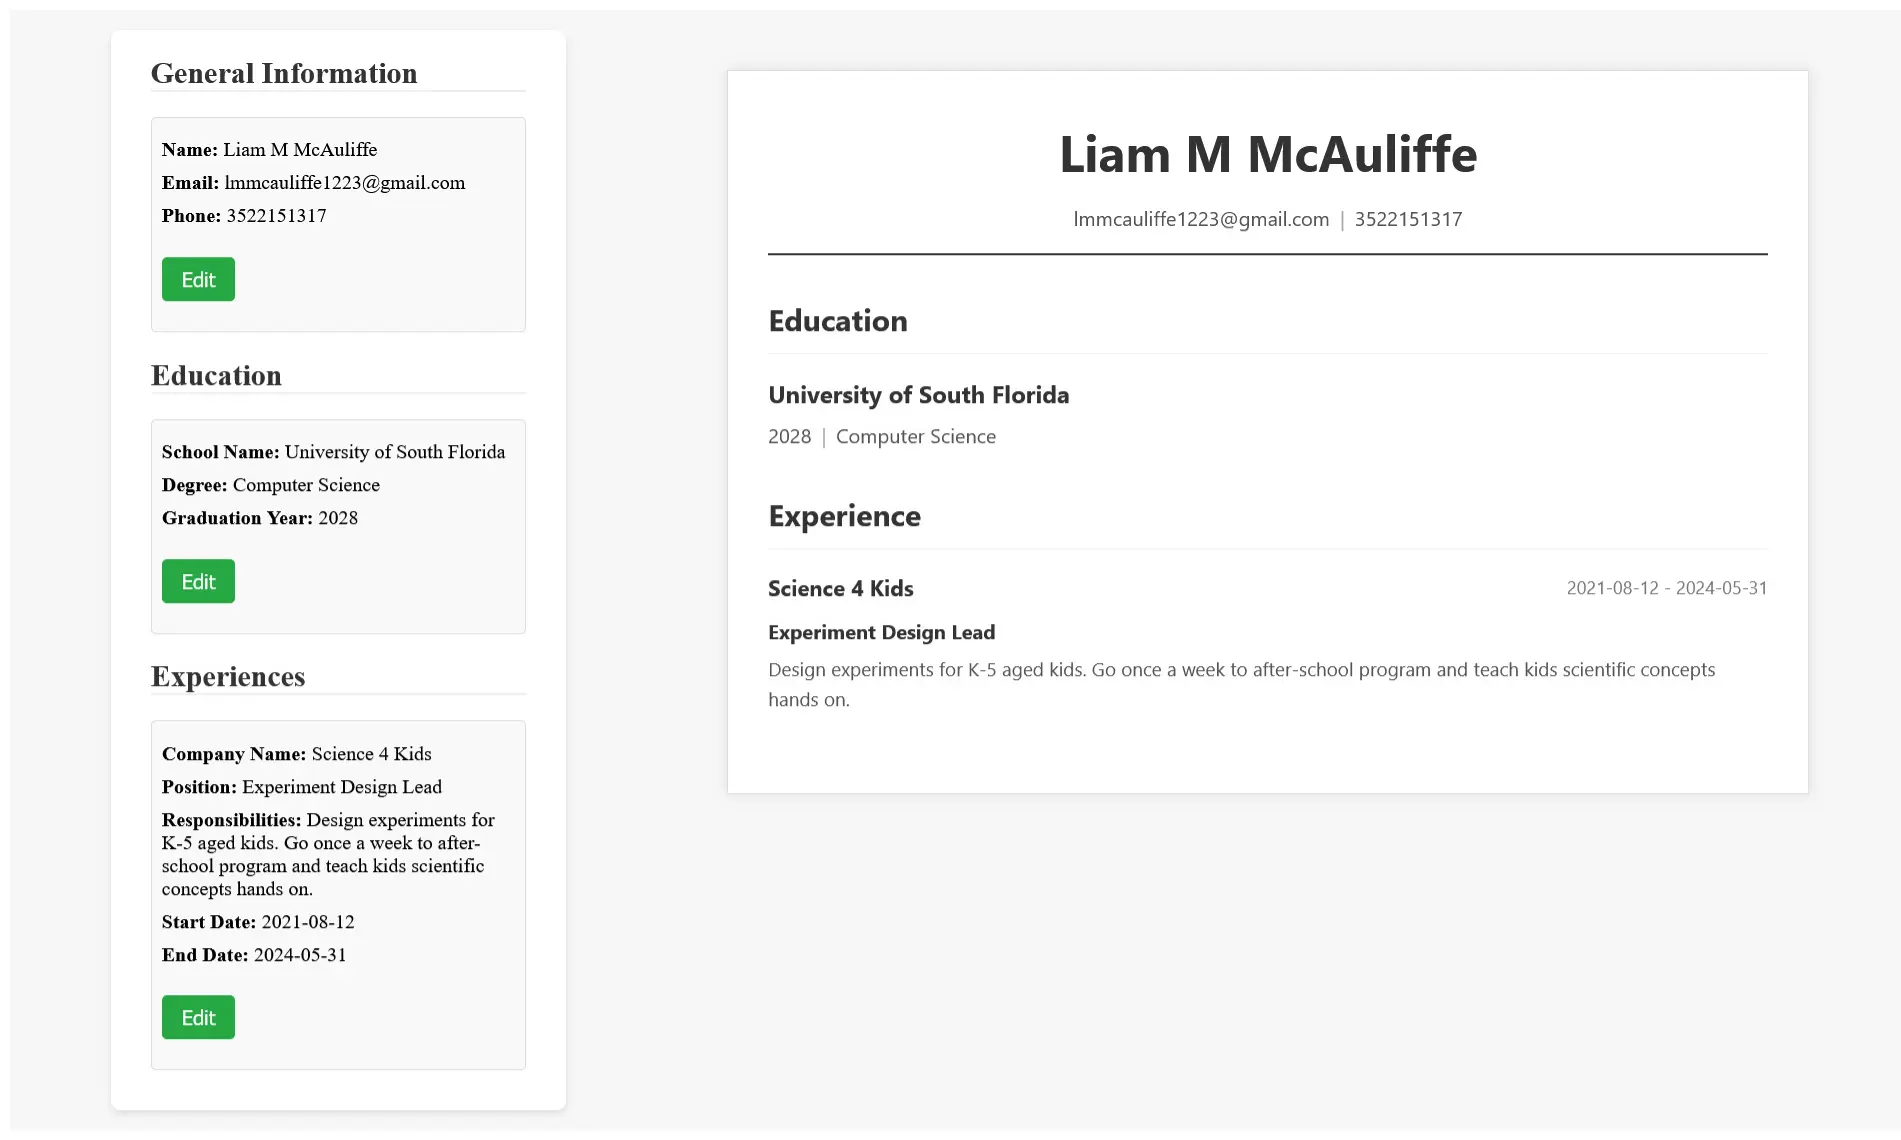 General Information
Name: Liam M McAuliffe
Email: lmmcauliffe1223@gmail.com
Phone: 3522151317
Edit
Education
School Name: University of South Florida
Degree: Computer Science
Graduation Year: 2028
Edit
Experiences
Company Name: Science 4 Kids
Position: Experiment Design Lead
Responsibilities: Design experiments for
K-5 aged kids. Go once a week to after-
school program and teach kids scientific
concepts hands on.
Start Date: 2021-08-12
End Date: 2024-05-31
Edit
Liam M McAuliffe
lmmcauliffe1223@gmail.com | 3522151317
Education
University of South Florida
2028 | Computer Science
Experience
Science 4 Kids 2021-08-12 - 2024-05-31
Experiment Design Lead
Design experiments for K-5 aged kids. Go once a week to after-school program and teach kids scientific concepts
hands on.